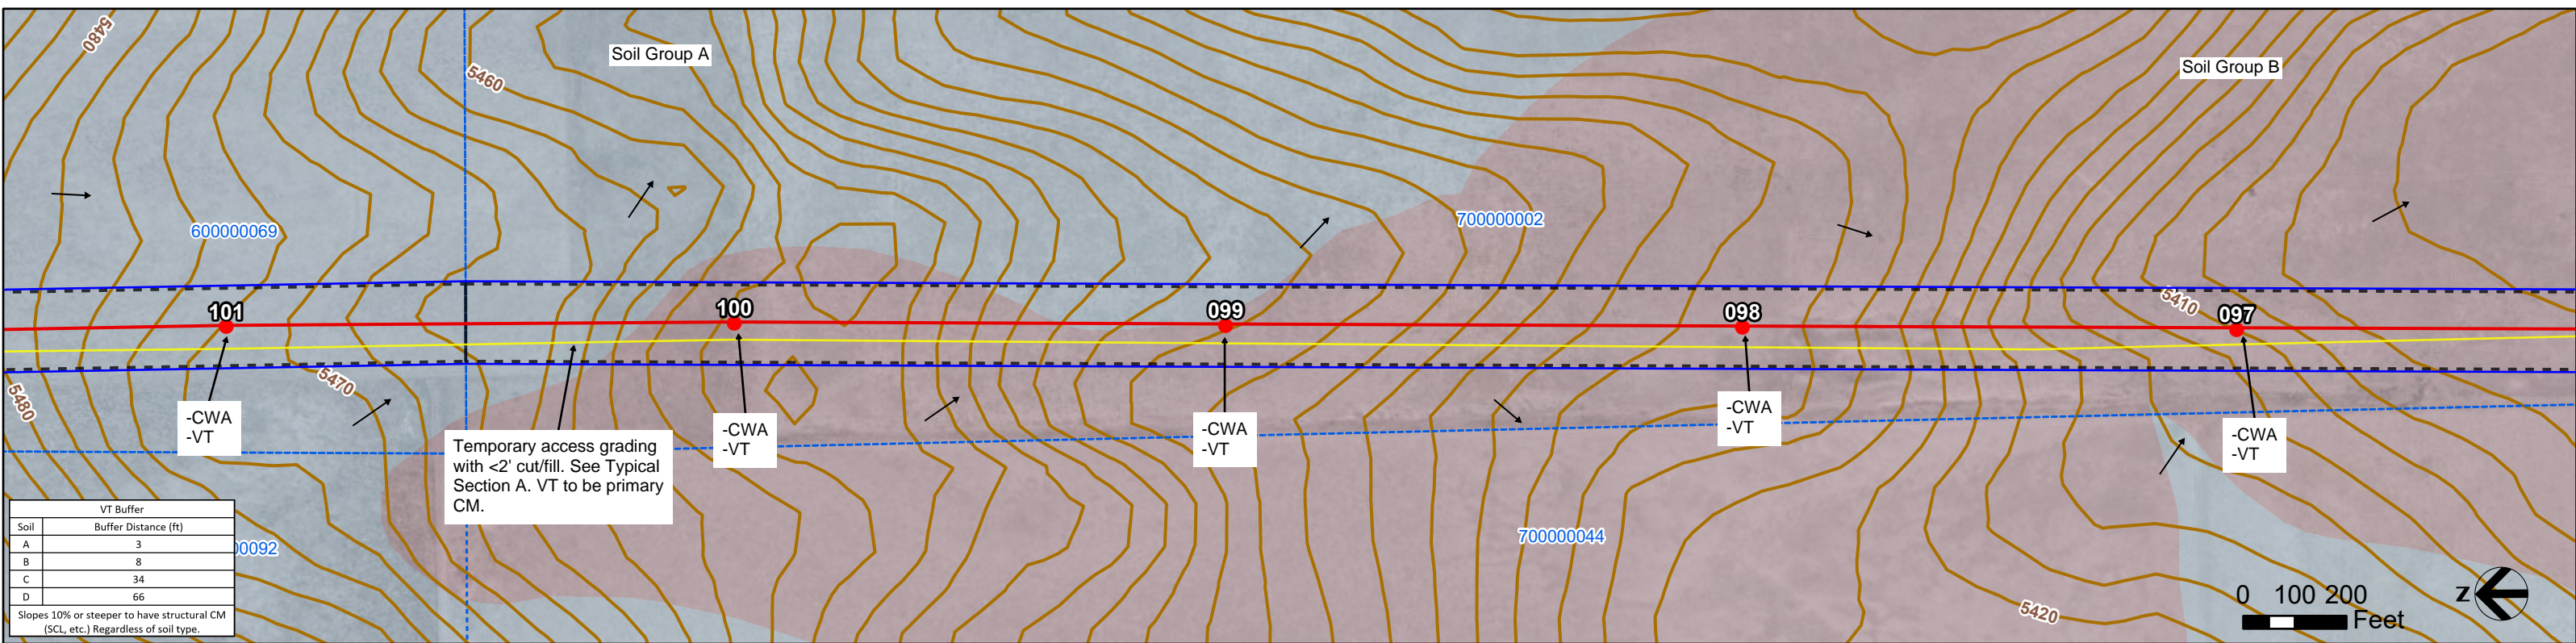 5480
Soil Group A
5460
Soil Group B
600000069
700000002
101
100
099
098
097
5410
5470
5480
-CWA
-VT
Temporary access grading
with <2' cut/fill. See Typical
Section A. VT to be primary
CM.
-CWA
-VT
-CWA
-VT
-CWA
-VT
-CWA
-VT
VT Buffer
Soil Buffer Distance (ft)
A 3
B 8
C 34
D 66
Slopes 10% or steeper to have structural CM
(SCL, etc.) Regardless of soil type.
00092
700000044
5420
0 100 200
Feet
Z